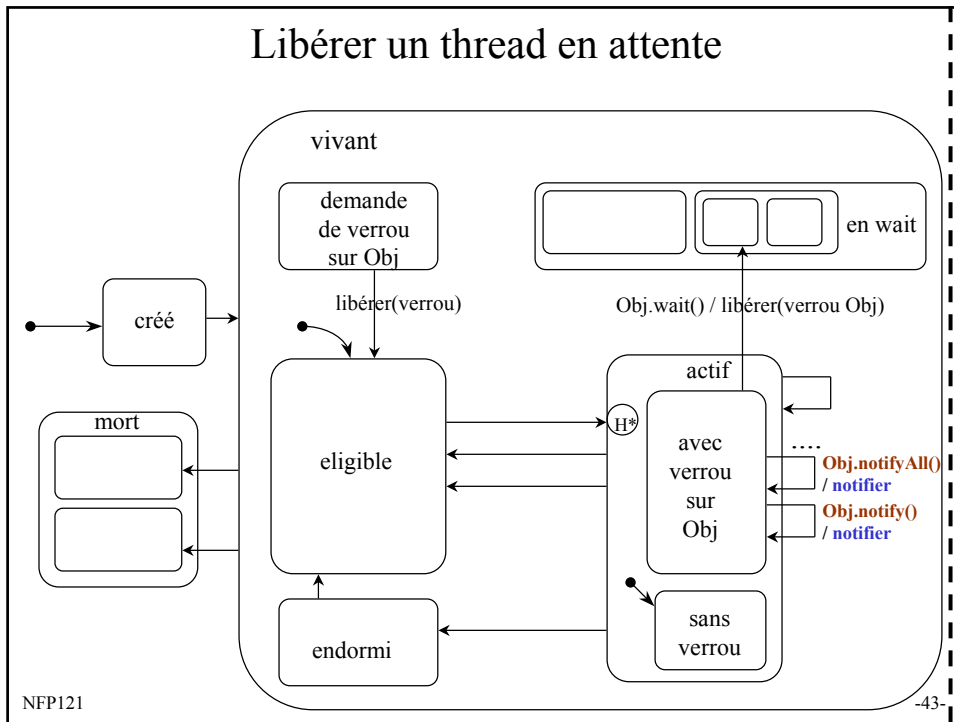 Libérer un thread en attente
vivant
demande
de verrou
sur Obj
en wait
libérer(verrou)
Obj.wait() / libérer(verrou Obj)
créé
actif
mort
H*
eligible
avec
verrou
sur
Obj
....
Obj.notifyAll()
/ notifier
Obj.notify()
/ notifier
endormi
sans
verrou
NFP121
-43-